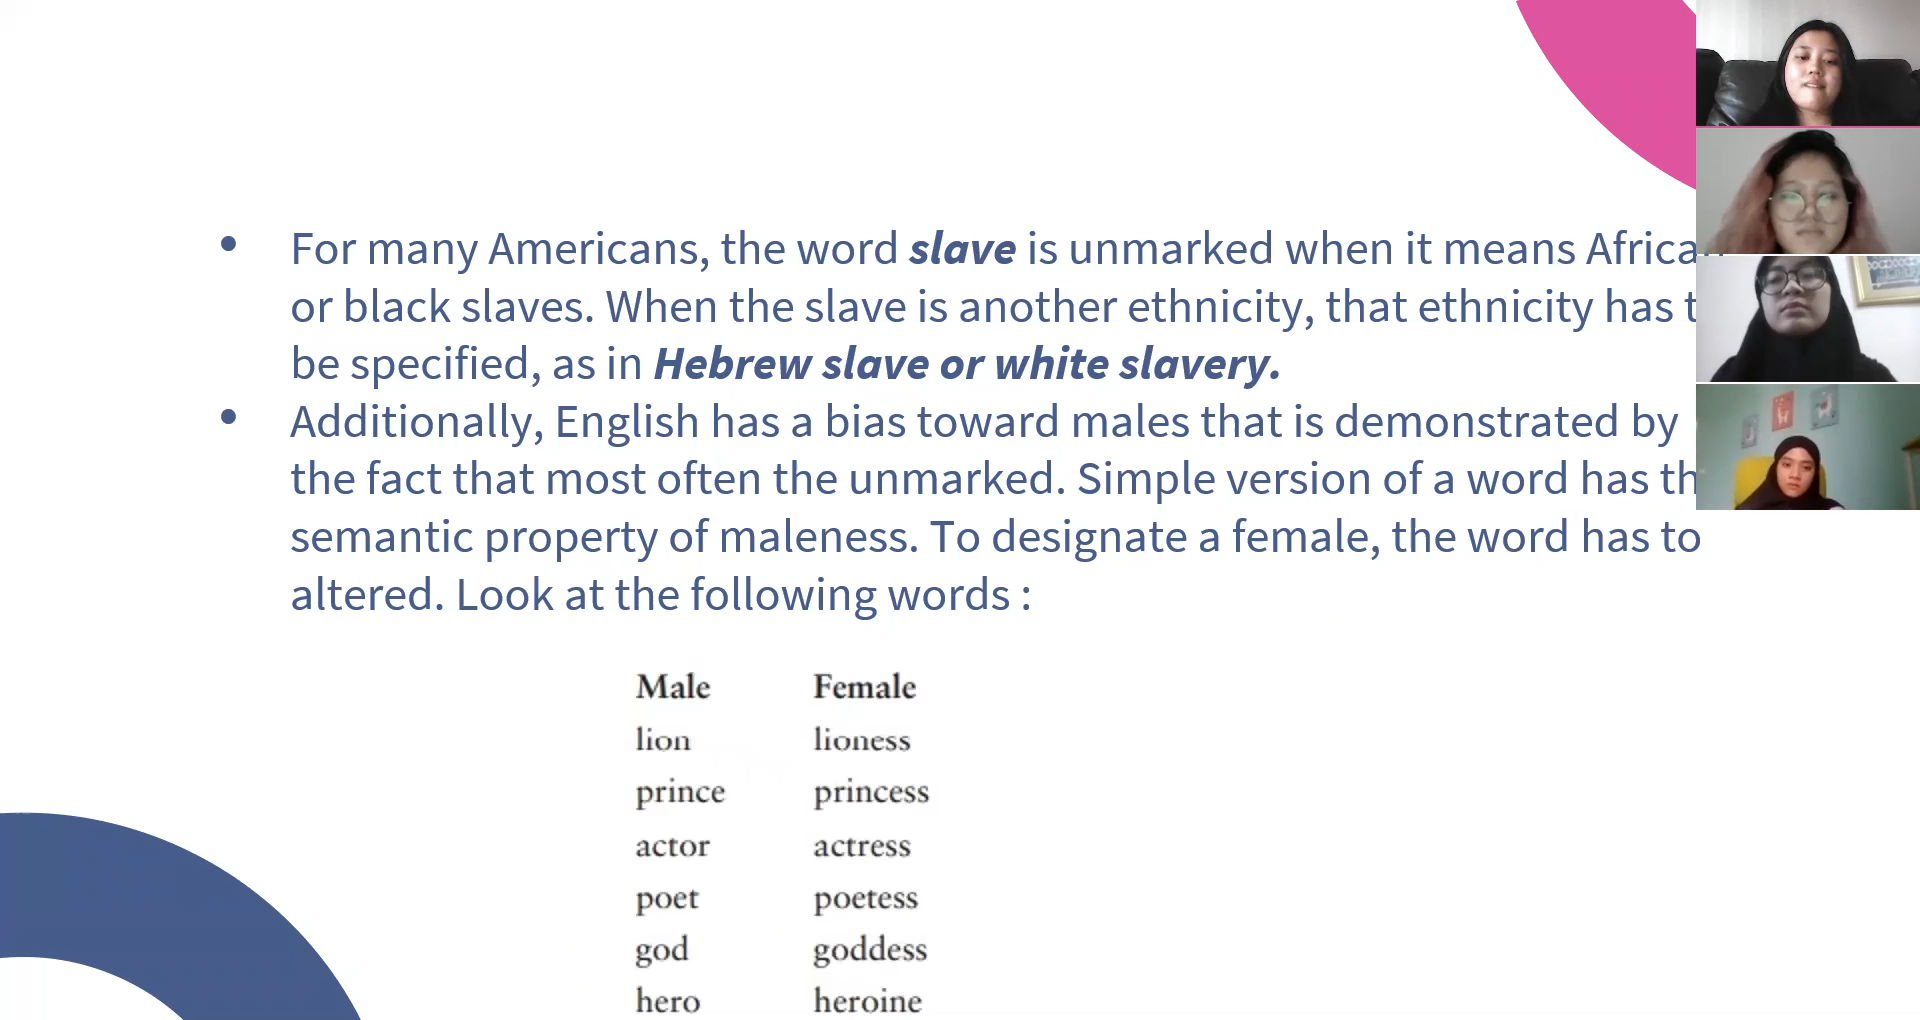 For many Americans, the word slave is unmarked when it means African
or black slaves. When the slave is another ethnicity, that ethnicity has
be specified, as in Hebrew slave or white slavery.
Additionally, English has a bias toward males that is demonstrated by
the fact that most often the unmarked. Simple version of a word has
semantic property of maleness. To designate a female, the word has to
altered. Look at the following words :
Male Female
lion lioness
prince princess
actor actress
poet poetess
god goddess
hero heroine